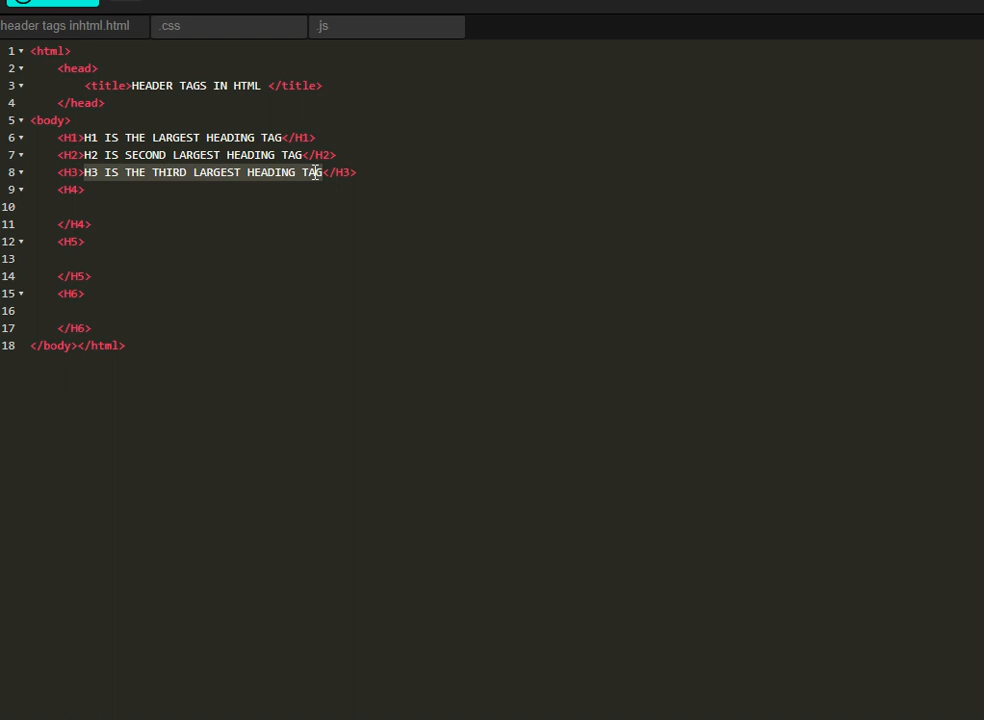 header tags inhtml.html .css .js
1 <html>
2 <head>
3 <title>HEADER TAGS IN HTML </title>
4 </head>
5 <body>
6 <H1>H1 IS THE LARGEST HEADING TAG</H1>
7 <H2>H2 IS SECOND LARGEST HEADING TAG</H2>
8 <H3>H3 IS THE THIRD LARGEST HEADING TAG</H3>
9 <H4>
10
11 </H4>
12 <H5>
13
14 </H5>
15 <H6>
16
17 </H6>
18 </body></html>